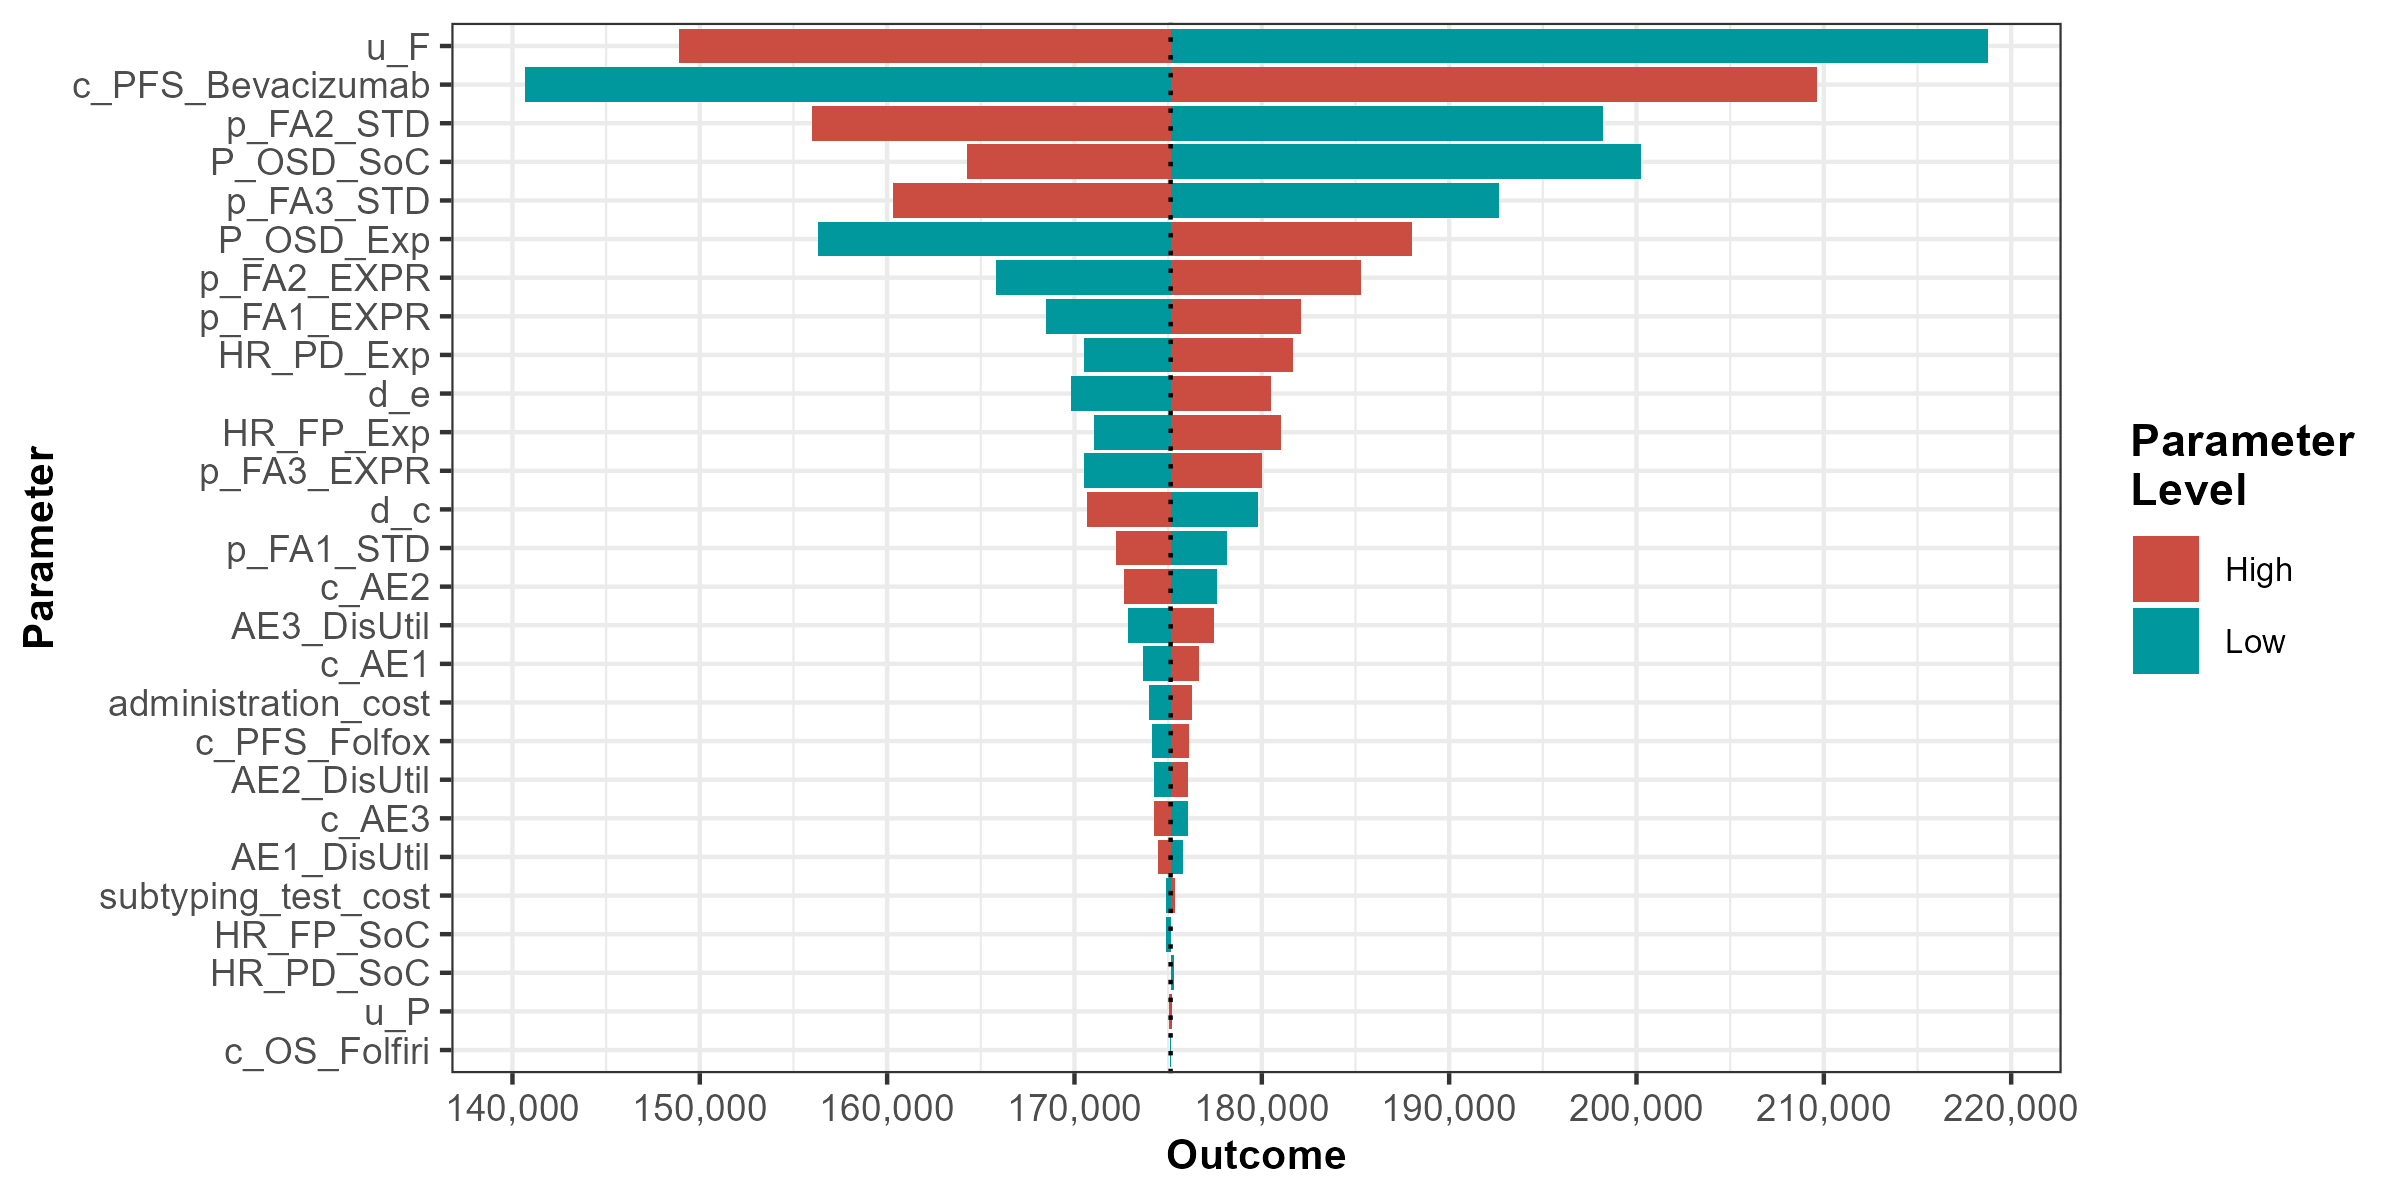 u_F
c_PFS_Bevacizumab
p_FA2_STD
P_OSD_SoC
p_FA3_STD
P_OSD_Exp
p_FA2_EXPR
p_FA1_EXPR
HR_PD_Exp
d_e
HR_FP_Exp
p_FA3_EXPR
d_c
p_FA1_STD
c_AE2
AE3_DisUtil
c_AE1
administration_cost
c_PFS_Folfox
AE2_DisUtil
c_AE3
AE1_DisUtil
subtyping_test_cost
HR_FP_SoC
HR_PD_SoC
u_P
c_OS_Folfiri
Parameter
140,000 150,000 160,000 170,000 180,000 190,000 200,000 210,000 220,000
Outcome
Parameter
Level
High
Low